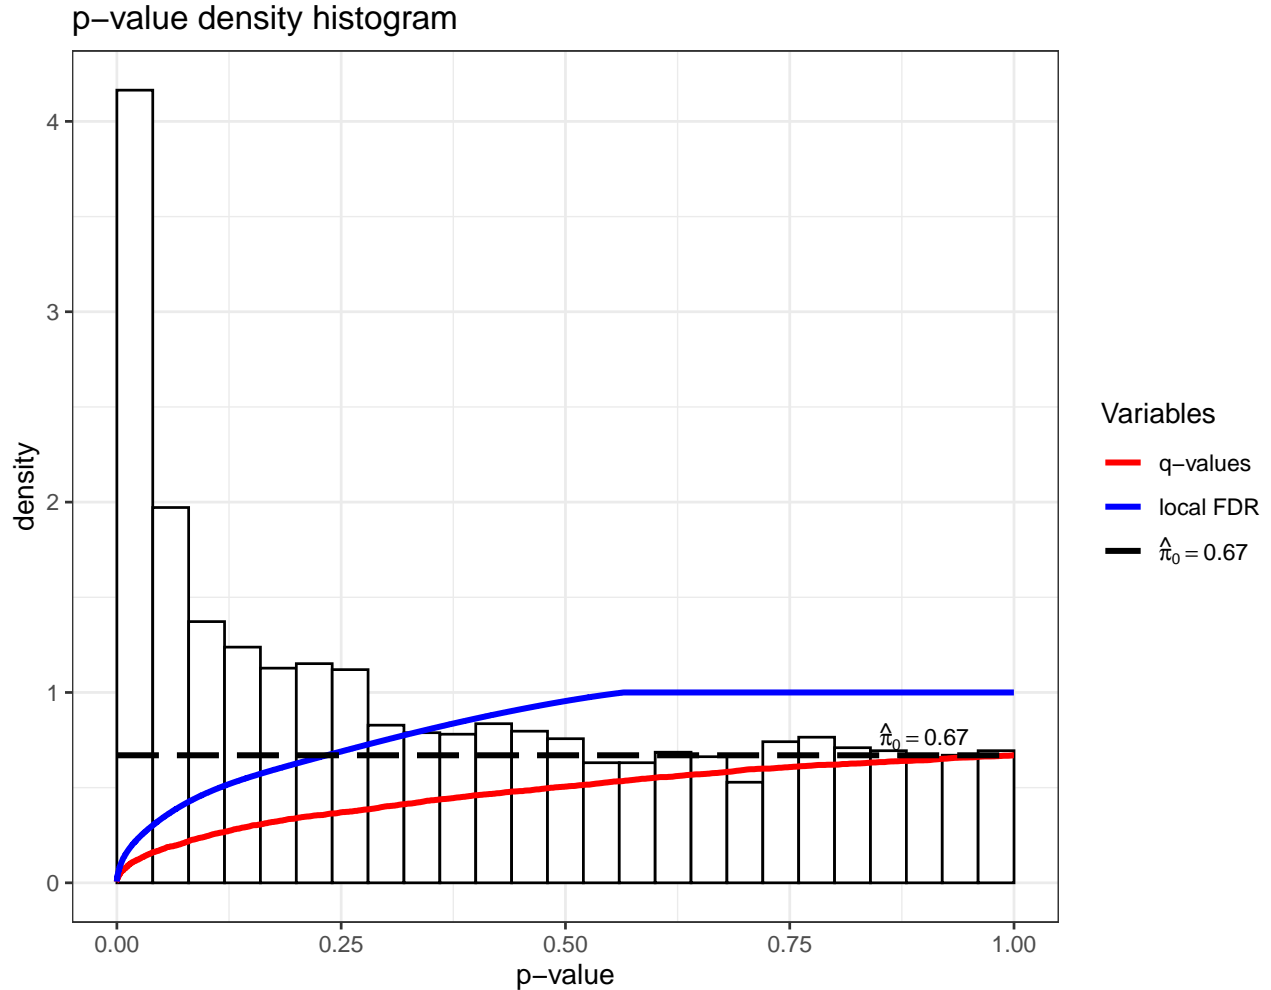 p−value density histogram
4
3
2
1
0
density
π̂₀ = 0.67
0.00 0.25 0.50 0.75 1.00
p−value
Variables
q−values
local FDR
π̂₀ = 0.67